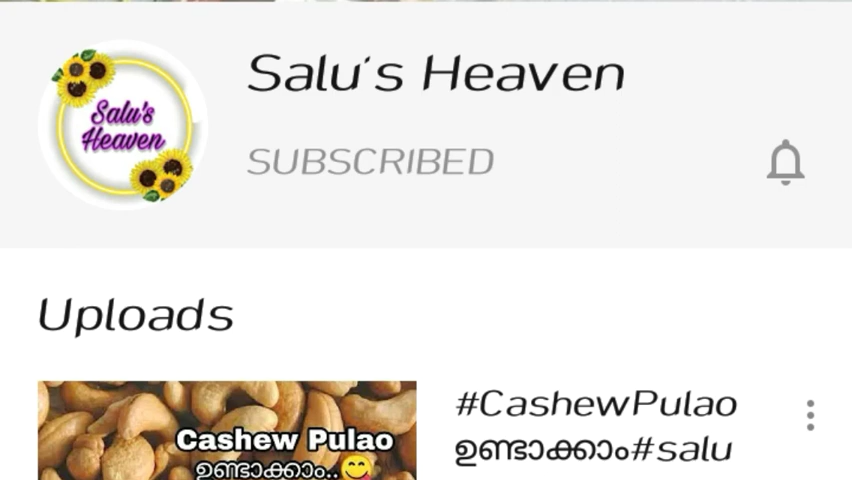 Salu's
Heaven
Salu's Heaven
SUBSCRIBED
Uploads
Cashew Pulao
ഉണ്ടാക്കാം..😋
#CashewPulao
ഉണ്ടാക്കാം#salu